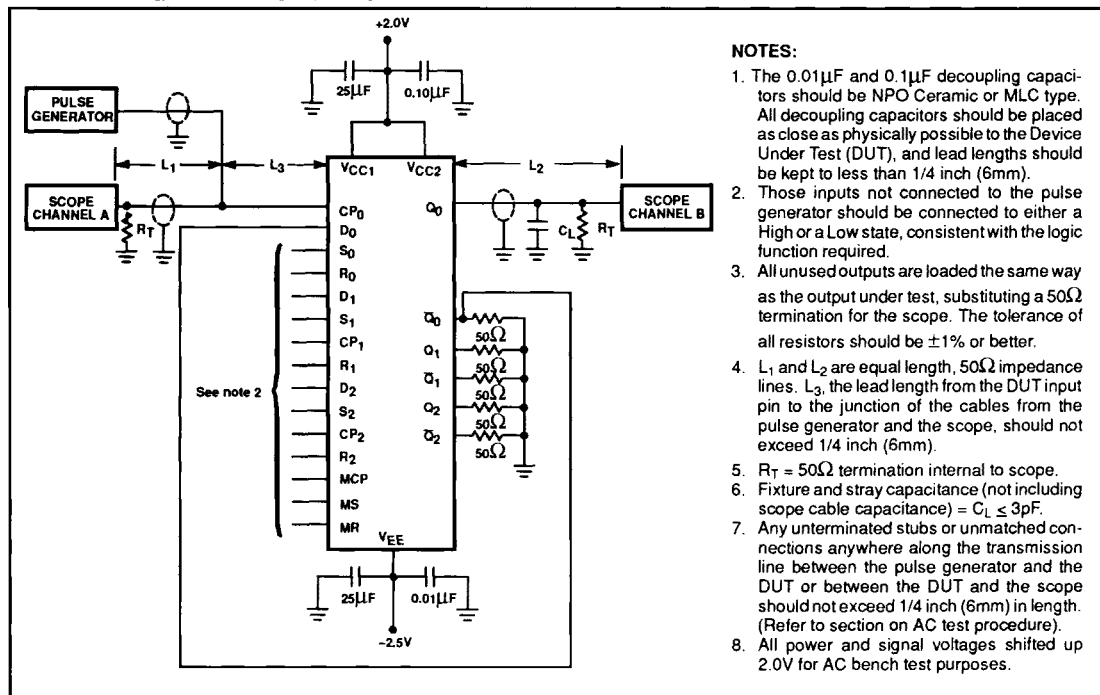 +2.0V
25µF
0.10µF
PULSE
GENERATOR
L1
L3
VCC1
VCC2
L2
SCOPE
CHANNEL A
RT
CP0
Q0
CL
RT
SCOPE
CHANNEL B
D0
S0
R0
D1
S1
CP1
R1
D2
S2
CP2
R2
MCP
MS
MR
See note 2
Q̅0
50Ω
Q1
50Ω
Q̅1
50Ω
Q2
50Ω
Q̅2
50Ω
VEE
25µF
0.01µF
–2.5V
NOTES:
1. The 0.01µF and 0.1µF decoupling capaci-
tors should be NPO Ceramic or MLC type.
All decoupling capacitors should be placed
as close as physically possible to the Device
Under Test (DUT), and lead lengths should
be kept to less than 1/4 inch (6mm).
2. Those inputs not connected to the pulse
generator should be connected to either a
High or a Low state, consistent with the logic
function required.
3. All unused outputs are loaded the same way
as the output under test, substituting a 50Ω
termination for the scope. The tolerance of
all resistors should be ±1% or better.
4. L1 and L2 are equal length, 50Ω impedance
lines. L3, the lead length from the DUT input
pin to the junction of the cables from the
pulse generator and the scope, should not
exceed 1/4 inch (6mm).
5. RT = 50Ω termination internal to scope.
6. Fixture and stray capacitance (not including
scope cable capacitance) = CL ≤ 3pF.
7. Any unterminated stubs or unmatched con-
nections anywhere along the transmission
line between the pulse generator and the
DUT or between the DUT and the scope
should not exceed 1/4 inch (6mm) in length.
(Refer to section on AC test procedure).
8. All power and signal voltages shifted up
2.0V for AC bench test purposes.